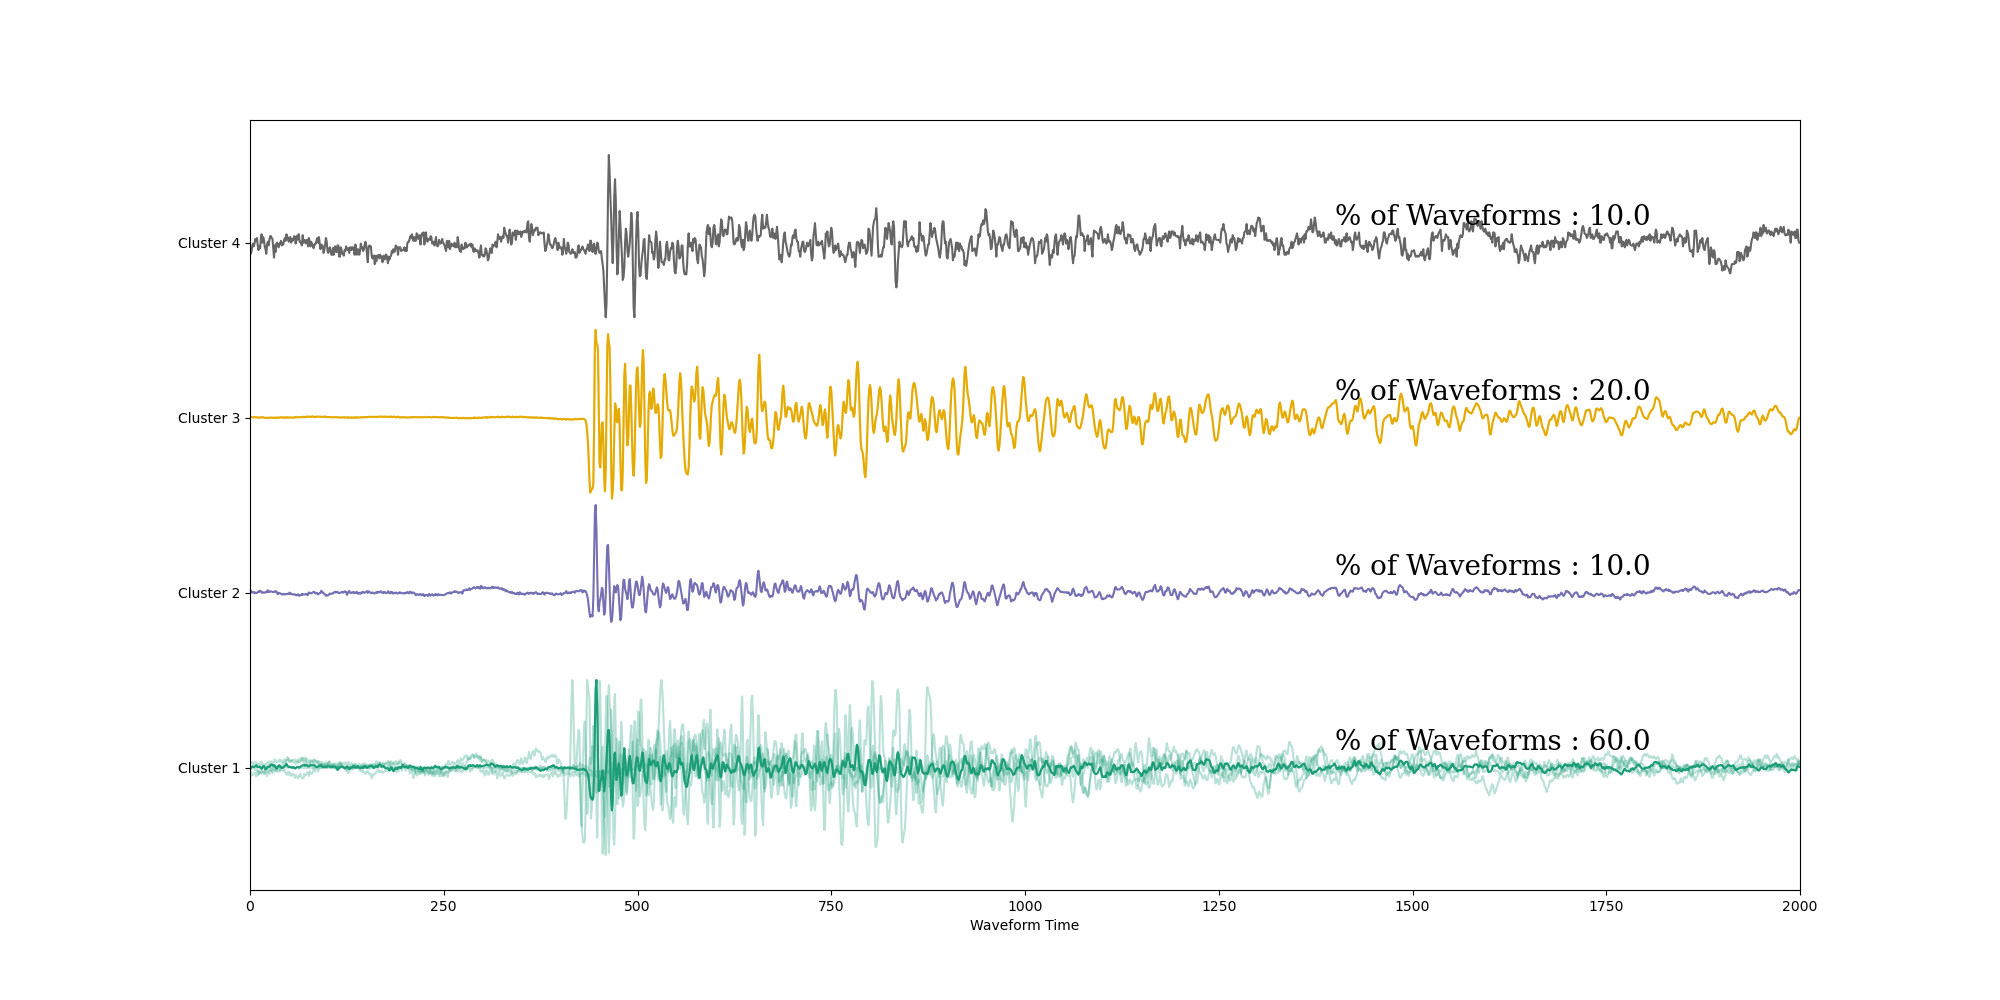 Cluster 4
% of Waveforms : 10.0
Cluster 3
% of Waveforms : 20.0
Cluster 2
% of Waveforms : 10.0
Cluster 1
% of Waveforms : 60.0
0 250 500 750 1000 1250 1500 1750 2000
Waveform Time